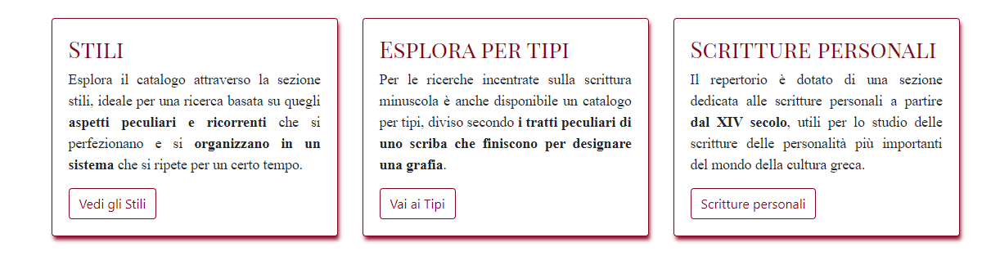 Stili
Esplora il catalogo attraverso la sezione
stili, ideale per una ricerca basata su quegli
aspetti peculiari e ricorrenti che si
perfezionano e si organizzano in un
sistema che si ripete per un certo tempo.
Vedi gli Stili
Esplora per tipi
Per le ricerche incentrate sulla scrittura
minuscola è anche disponibile un catalogo
per tipi, diviso secondo i tratti peculiari di
uno scriba che finiscono per designare
una grafia.
Vai ai Tipi
Scritture personali
Il repertorio è dotato di una sezione
dedicata alle scritture personali a partire
dal XIV secolo, utili per lo studio delle
scritture delle personalità più importanti
del mondo della cultura greca.
Scritture personali